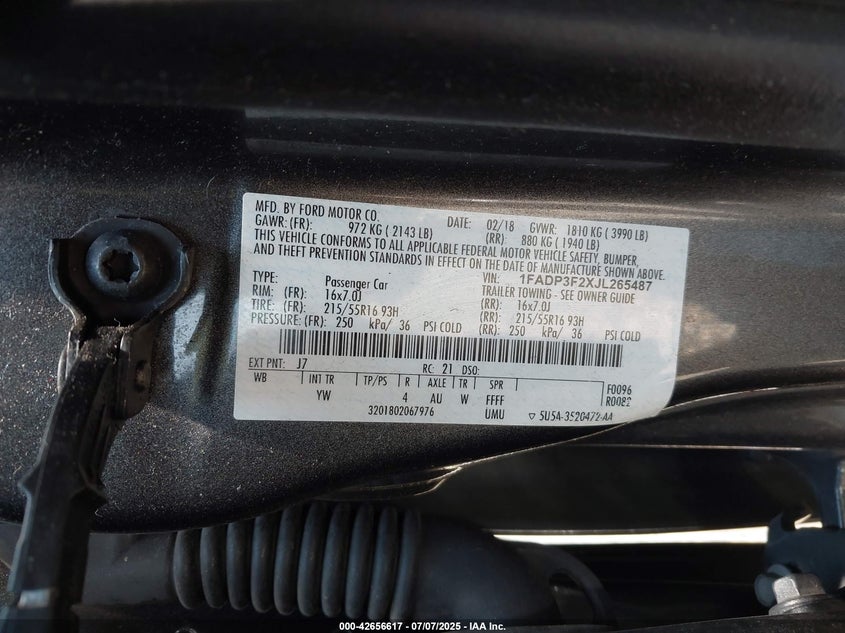 MFD. BY FORD MOTOR CO. DATE: 02/18 GVWR: 1810 KG ( 3990 LB)
GAWR: (FR): 972 KG ( 2143 LB) (RR): 880 KG ( 1940 LB)
THIS VEHICLE CONFORMS TO ALL APPLICABLE FEDERAL MOTOR VEHICLE SAFETY, BUMPER,
AND THEFT PREVENTION STANDARDS IN EFFECT ON THE DATE OF MANUFACTURE SHOWN ABOVE.
TYPE: Passenger Car VIN: 1FADP3F2XJL265487
TRAILER TOWING - SEE OWNER GUIDE
RIM: (FR): 16x7.0J (RR): 16x7.0J
TIRE: (FR): 215/55R16 93H (RR): 215/55R16 93H
PRESSURE: (FR): 250 kPa/ 36 PSI COLD (RR): 250 kPa/ 36 PSI COLD
EXT PNT: J7 RC: 21 DSO:
WB INT TR TP/PS R AXLE TR SPR F0096
YW 4 AU W FFFF R0082
3201802067976 UMU ▽ 5U5A-3520472-AA
000-42656617 - 07/07/2025 - IAA Inc.